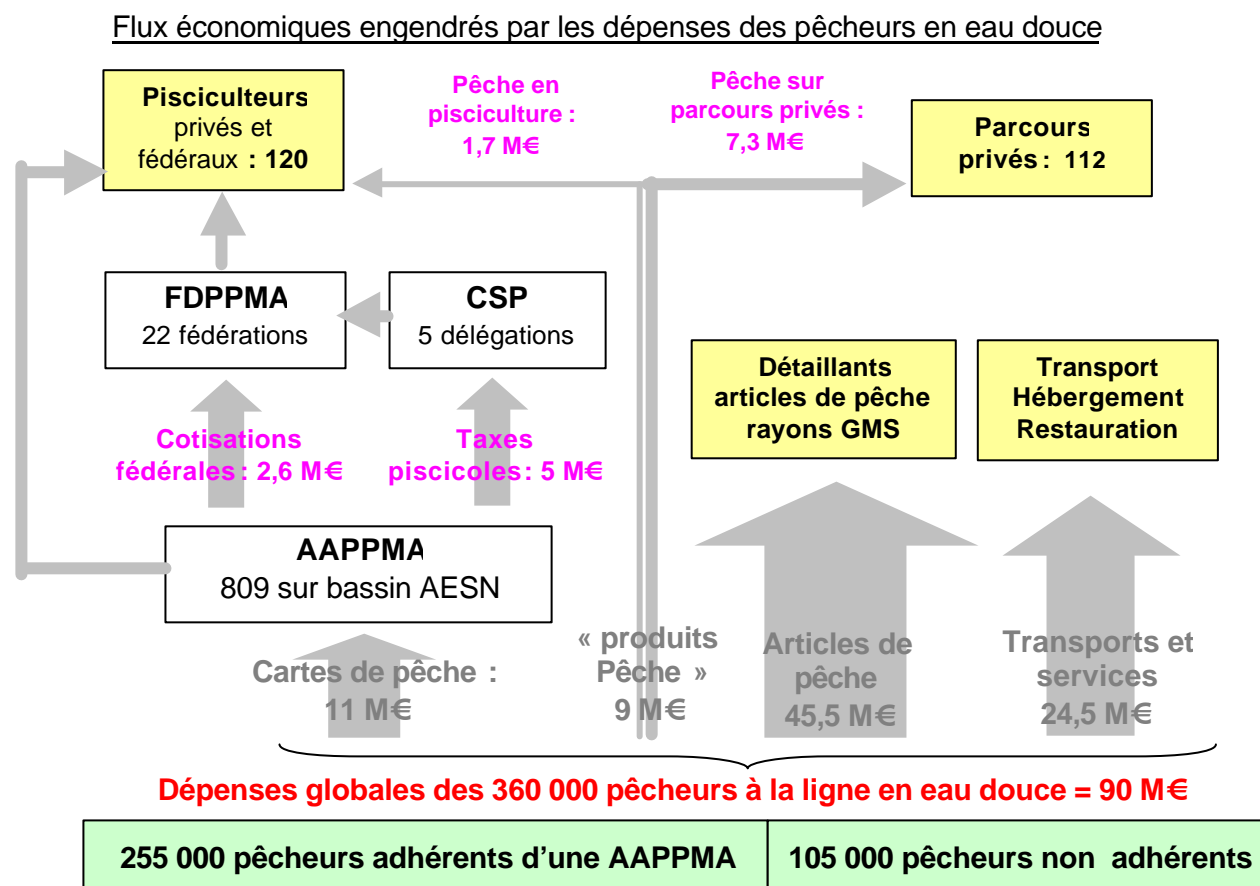 Flux économiques engendrés par les dépenses des pêcheurs en eau douce
Pisciculteurs
privés et
fédéraux : 120
Pêche en
pisciculture :
1,7 M€
Pêche sur
parcours privés :
7,3 M€
Parcours
privés : 112
FDPPMA
22 fédérations
CSP
5 délégations
Détaillants
articles de pêche
rayons GMS
Transport
Hébergement
Restauration
Cotisations
fédérales : 2,6 M€
Taxes
piscicoles : 5 M€
AAPPMA
809 sur bassin AESN
Cartes de pêche :
11 M€
« produits
Pêche »
9 M€
Articles de
pêche
45,5 M€
Transports et
services
24,5 M€
Dépenses globales des 360 000 pêcheurs à la ligne en eau douce = 90 M€
255 000 pêcheurs adhérents d'une AAPPMA
105 000 pêcheurs non adhérents